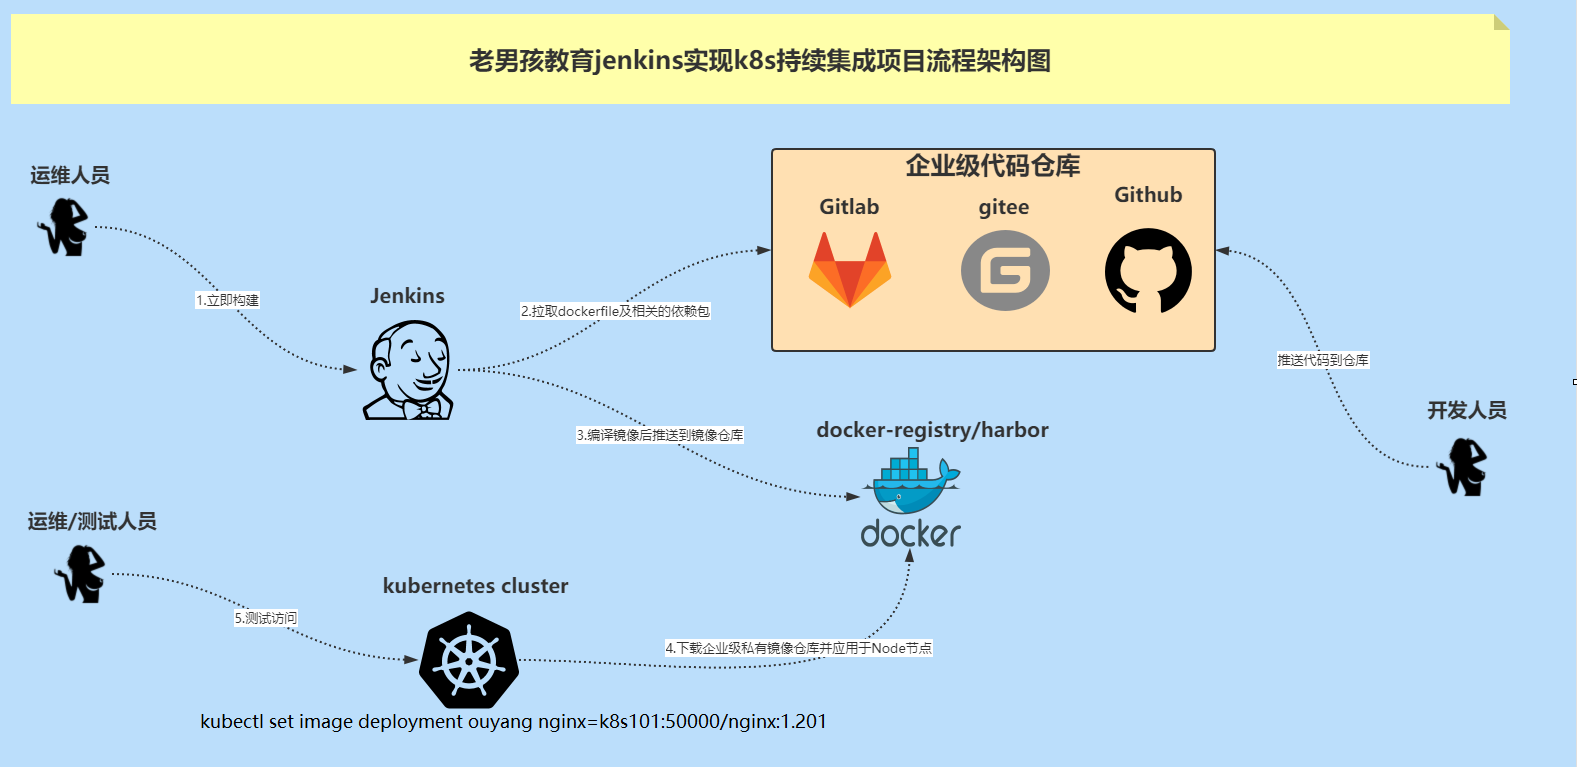 老男孩教育jenkins实现k8s持续集成项目流程架构图
运维人员
1.立即构建
Jenkins
2.拉取dockerfile及相关的依赖包
企业级代码仓库
Gitlab
gitee
Github
推送代码到仓库
开发人员
3.编译镜像后推送到镜像仓库
docker-registry/harbor
docker
运维/测试人员
5.测试访问
kubernetes cluster
4.下载企业级私有镜像仓库并应用于Node节点
kubectl set image deployment ouyang nginx=k8s101:50000/nginx:1.201